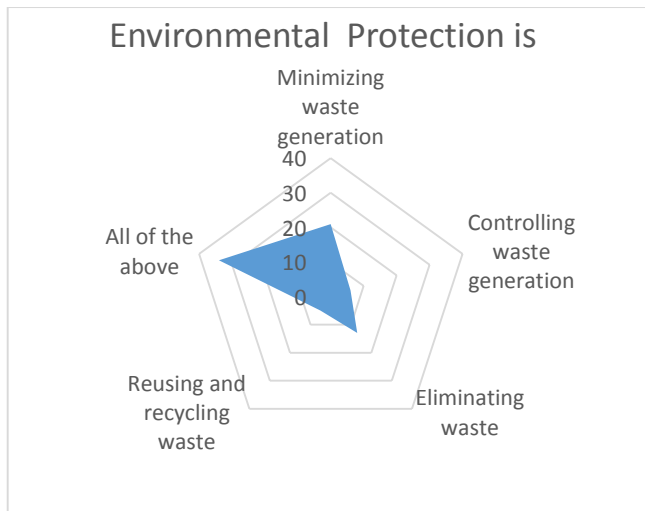 Environmental  Protection is
Minimizing
waste
generation
40
30
20
10
0
Controlling
waste
generation
Eliminating
waste
Reusing and
recycling
waste
All of the
above